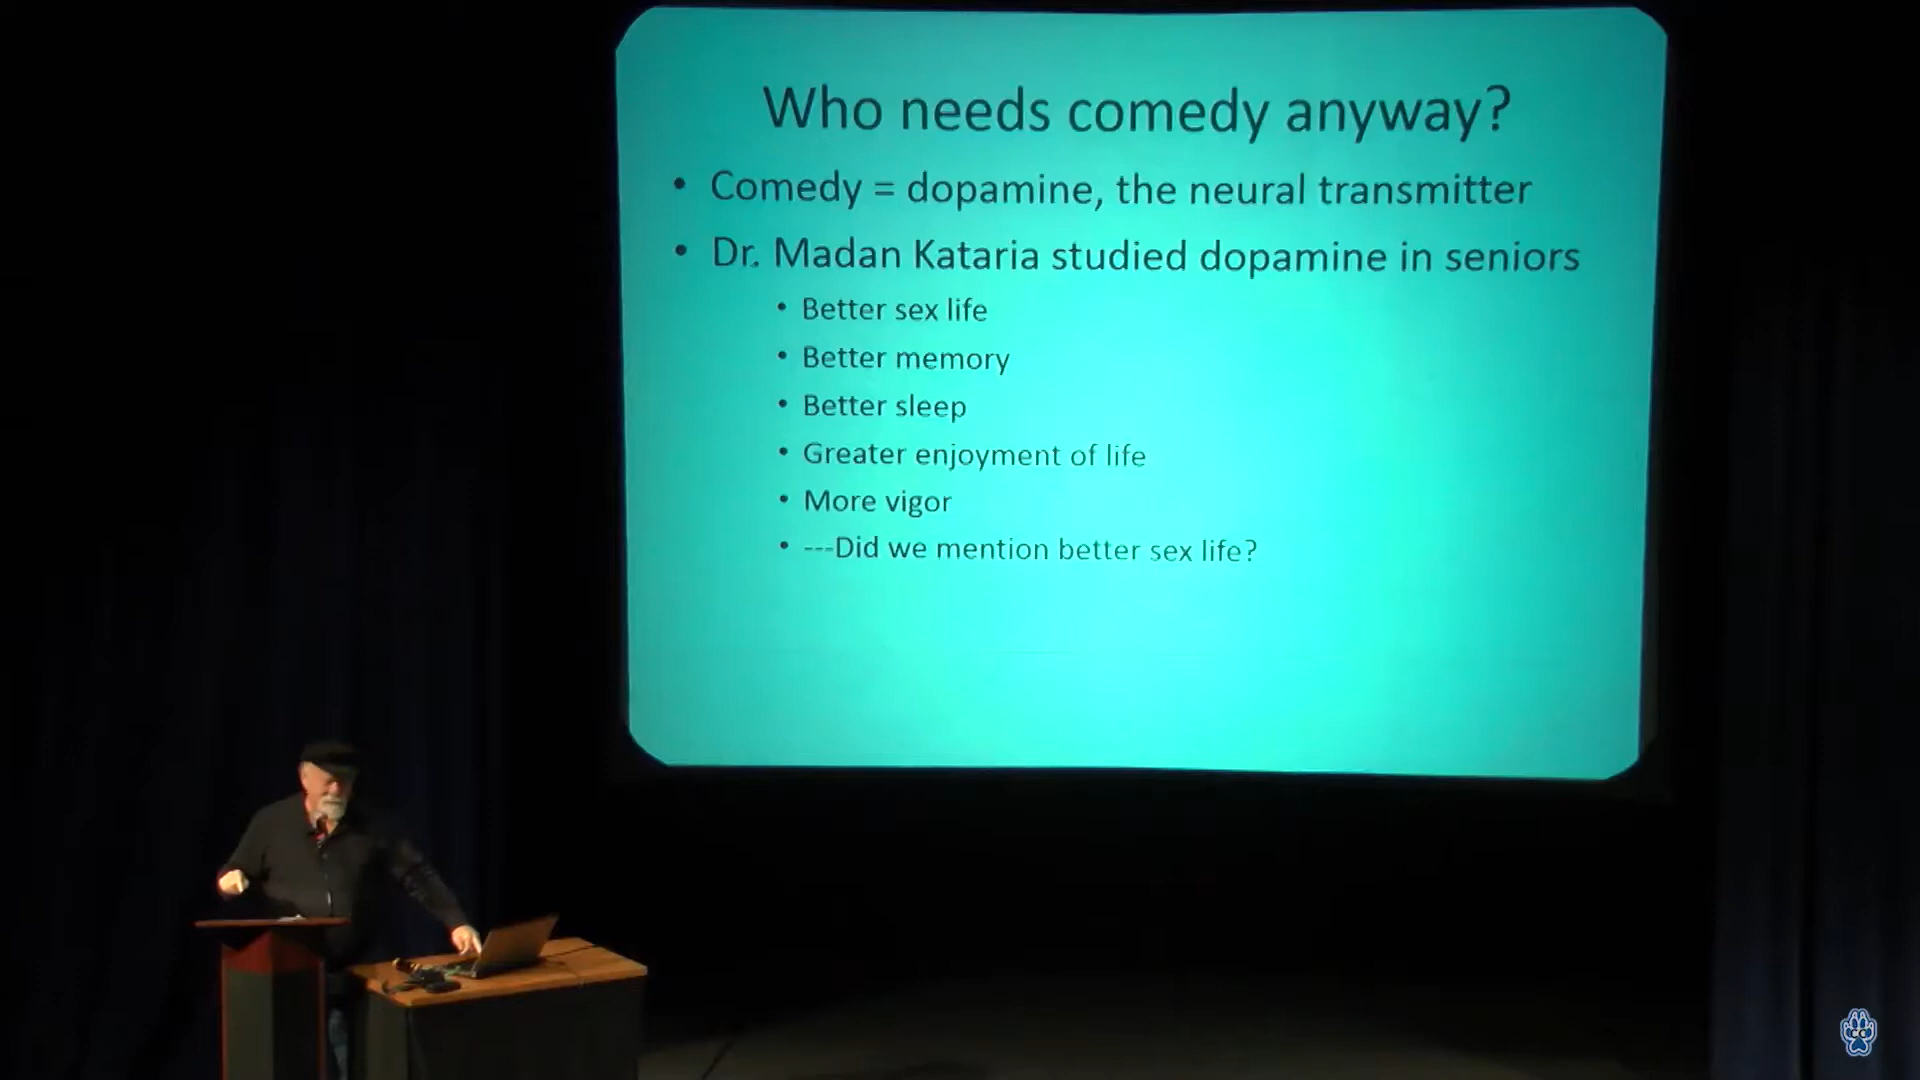 Who needs comedy anyway?
• Comedy = dopamine, the neural transmitter
• Dr. Madan Kataria studied dopamine in seniors
• Better sex life
• Better memory
• Better sleep
• Greater enjoyment of life
• More vigor
• ---Did we mention better sex life?